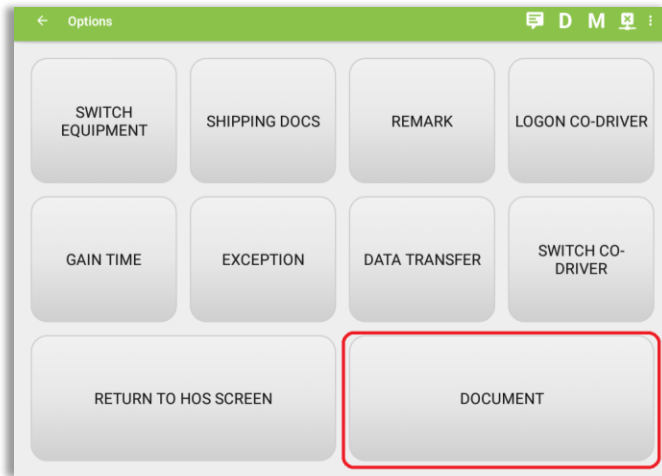 Options
D M
SWITCH
EQUIPMENT
SHIPPING DOCS
REMARK
LOGON CO-DRIVER
GAIN TIME
EXCEPTION
DATA TRANSFER
SWITCH CO-
DRIVER
RETURN TO HOS SCREEN
DOCUMENT